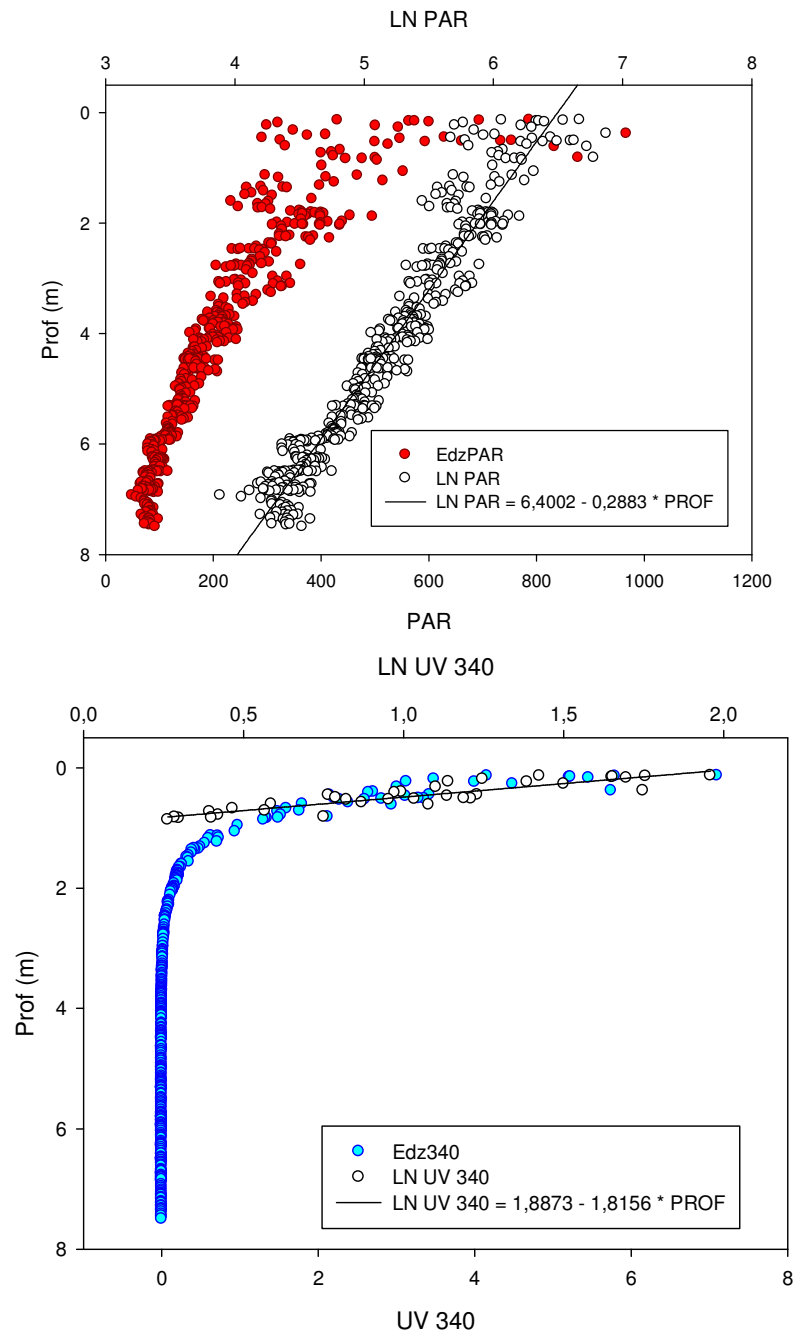 LN PAR
3 4 5 6 7 8
Prof (m)
0
2
4
6
8
EdzPAR
LN PAR
LN PAR = 6,4002 - 0,2883 * PROF
0 200 400 600 800 1000 1200
PAR
LN UV 340
0,0 0,5 1,0 1,5 2,0
Prof (m)
0
2
4
6
8
Edz340
LN UV 340
LN UV 340 = 1,8873 - 1,8156 * PROF
0 2 4 6 8
UV 340